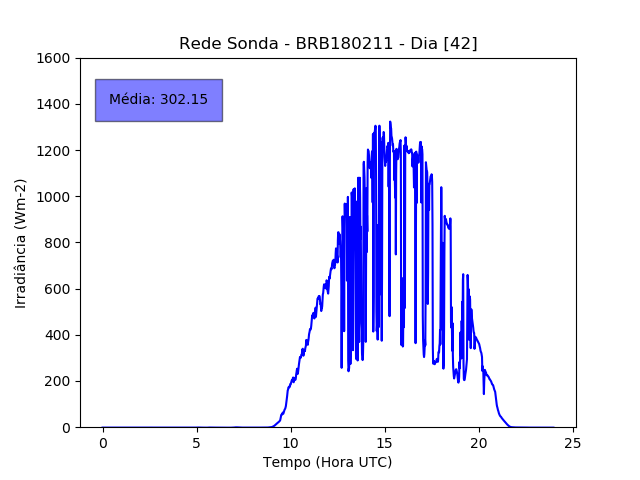 Rede Sonda - BRB180211 - Dia [42]
1600
1400
1200
1000
800
600
400
200
0
Irradiância (Wm-2)
Média: 302.15
0 5 10 15 20 25
Tempo (Hora UTC)